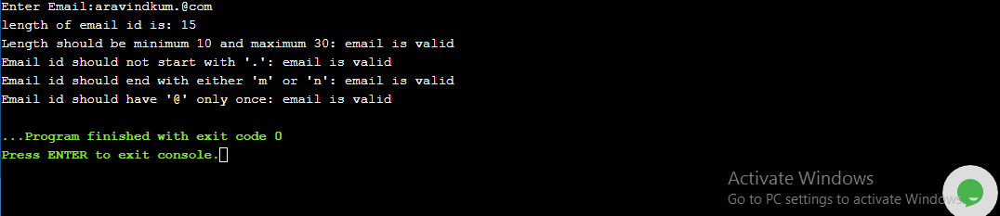 Enter Email:aravindkum.@com
length of email id is: 15
Length should be minimum 10 and maximum 30: email is valid
Email id should not start with '.': email is valid
Email id should end with either 'm' or 'n': email is valid
Email id should have '@' only once: email is valid
...Program finished with exit code 0
Press ENTER to exit console.
Activate Windows
Go to PC settings to activate Windows.